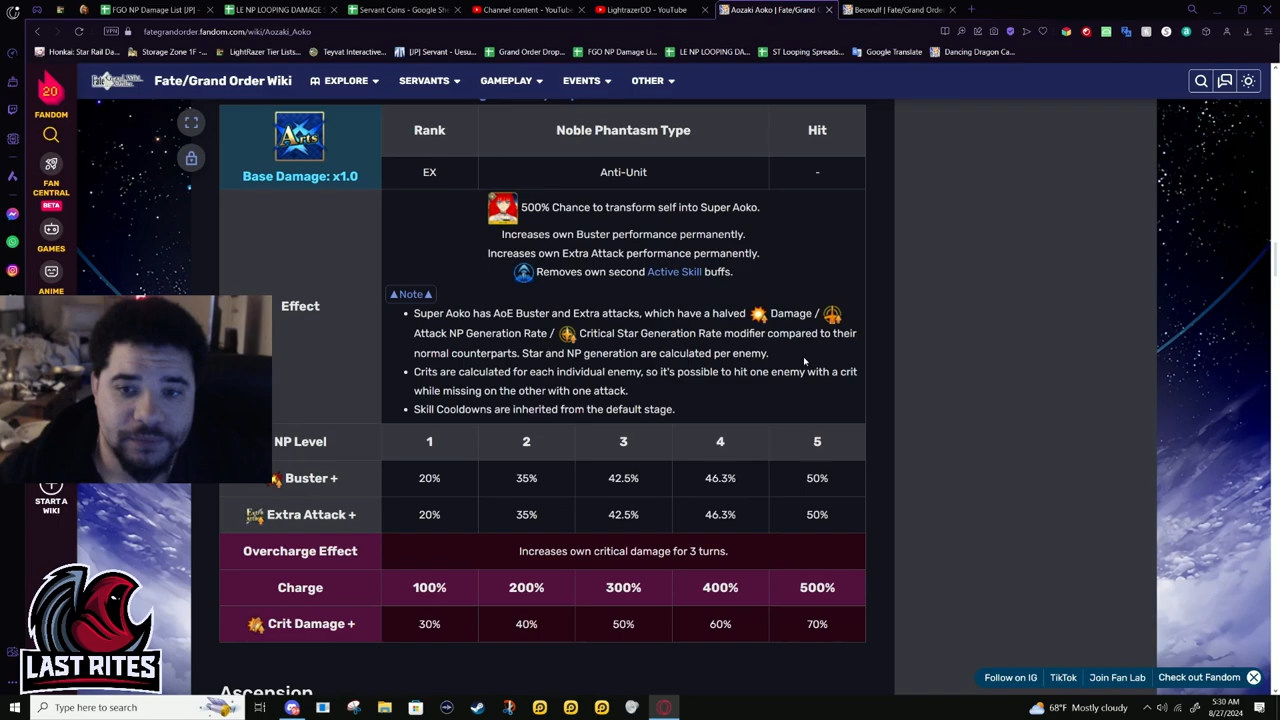 FGO NP Damage List [JP] - G
LE NP LOOPING DAMAGE S
Servant Coins - Google Shee
Channel content - YouTube
LightrazerDD - YouTube
Aozaki Aoko | Fate/Grand O
Beowulf | Fate/Grand Order
VPN
fategrandorder.fandom.com/wiki/Aozaki_Aoko
Honkai: Star Rail Da...
Storage Zone 1F - ...
LightRazer Tier Lists...
Teyvat Interactive...
[JP] Servant - Uesu...
Grand Order Drop...
FGO NP Damage Li...
LE NP LOOPING DA...
ST Looping Spreads...
Google Translate
Dancing Dragon Ca...
20
FANDOM
FAN
CENTRAL
BETA
GAMES
ANIME
START A
WIKI
Fate/Grand Order Wiki
EXPLORE
SERVANTS
GAMEPLAY
EVENTS
OTHER
Arts
Base Damage: x1.0
Rank
Noble Phantasm Type
Hit
EX
Anti-Unit
-
Effect
500% Chance to transform self into Super Aoko.
Increases own Buster performance permanently.
Increases own Extra Attack performance permanently.
Removes own second Active Skill buffs.
▲Note▲
• Super Aoko has AoE Buster and Extra attacks, which have a halved Damage /
Attack NP Generation Rate / Critical Star Generation Rate modifier compared to their
normal counterparts. Star and NP generation are calculated per enemy.
• Crits are calculated for each individual enemy, so it's possible to hit one enemy with a crit
while missing on the other with one attack.
• Skill Cooldowns are inherited from the default stage.
NP Level 1 2 3 4 5
Buster + 20% 35% 42.5% 46.3% 50%
Extra Attack + 20% 35% 42.5% 46.3% 50%
Overcharge Effect Increases own critical damage for 3 turns.
Charge 100% 200% 300% 400% 500%
Crit Damage + 30% 40% 50% 60% 70%
Ascension
LAST RITES
Follow on IG
TikTok
Join Fan Lab
Check out Fandom
Type here to search
68°F Mostly cloudy
5:30 AM
8/27/2024